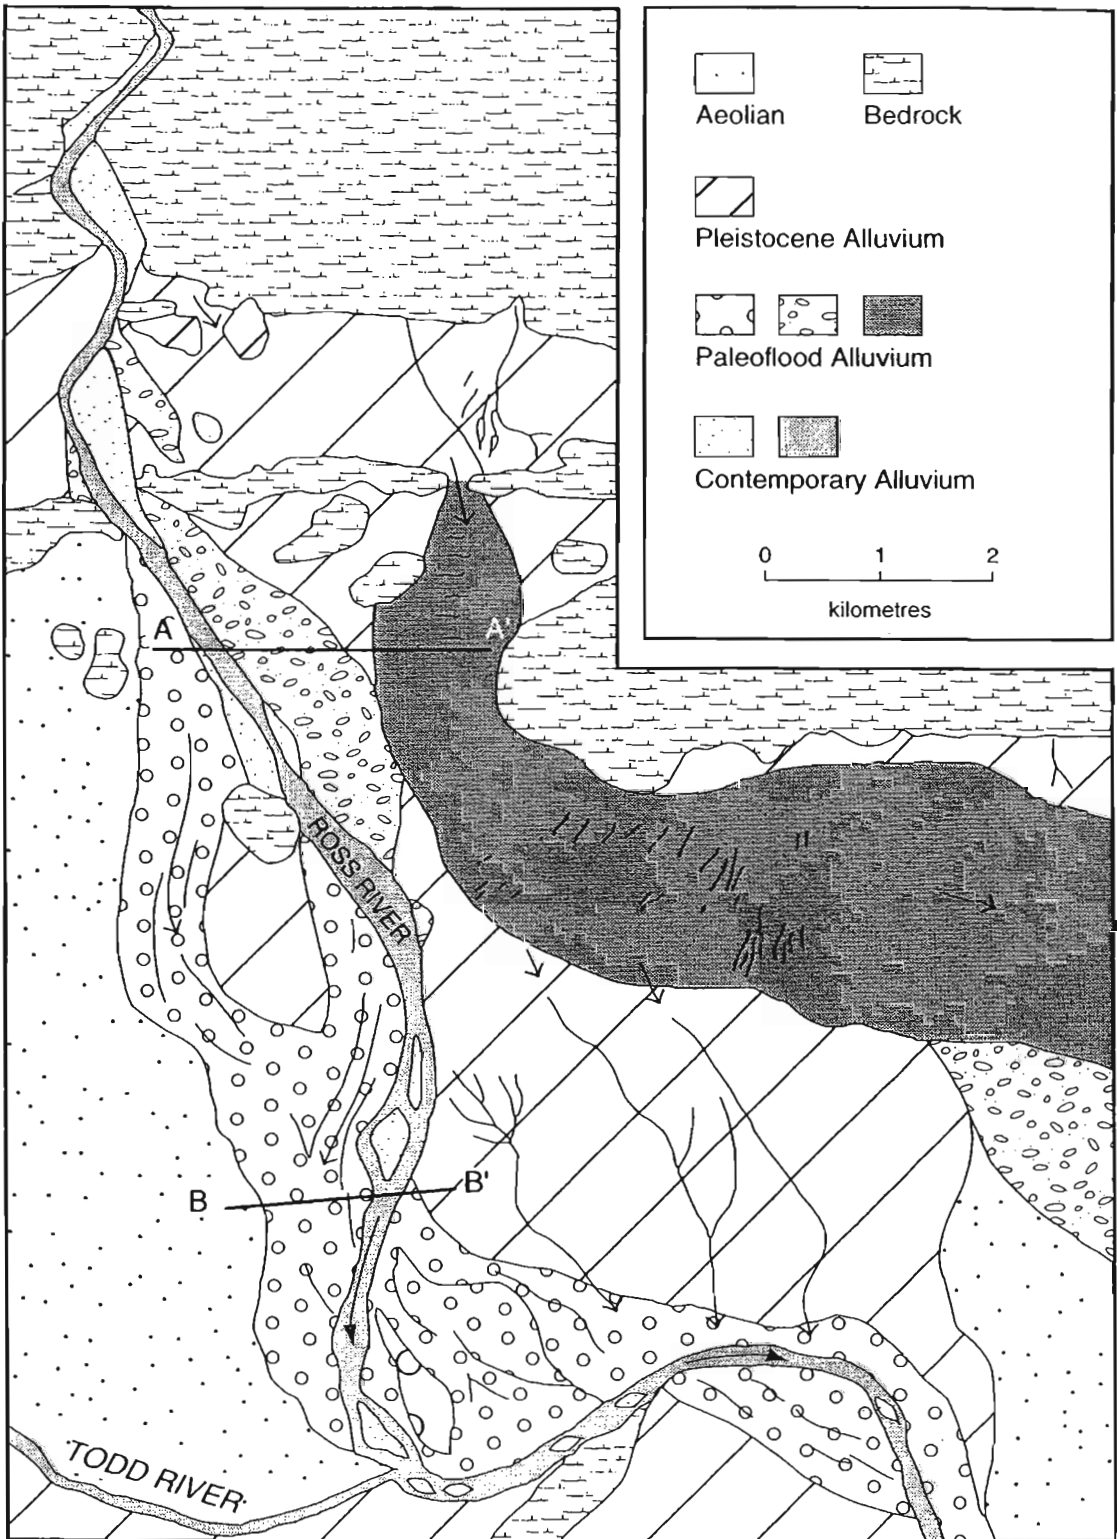 Aeolian Bedrock
Pleistocene Alluvium
Paleoflood Alluvium
Contemporary Alluvium
0 1 2
kilometres
A A'
ROSS RIVER
B B'
TODD RIVER